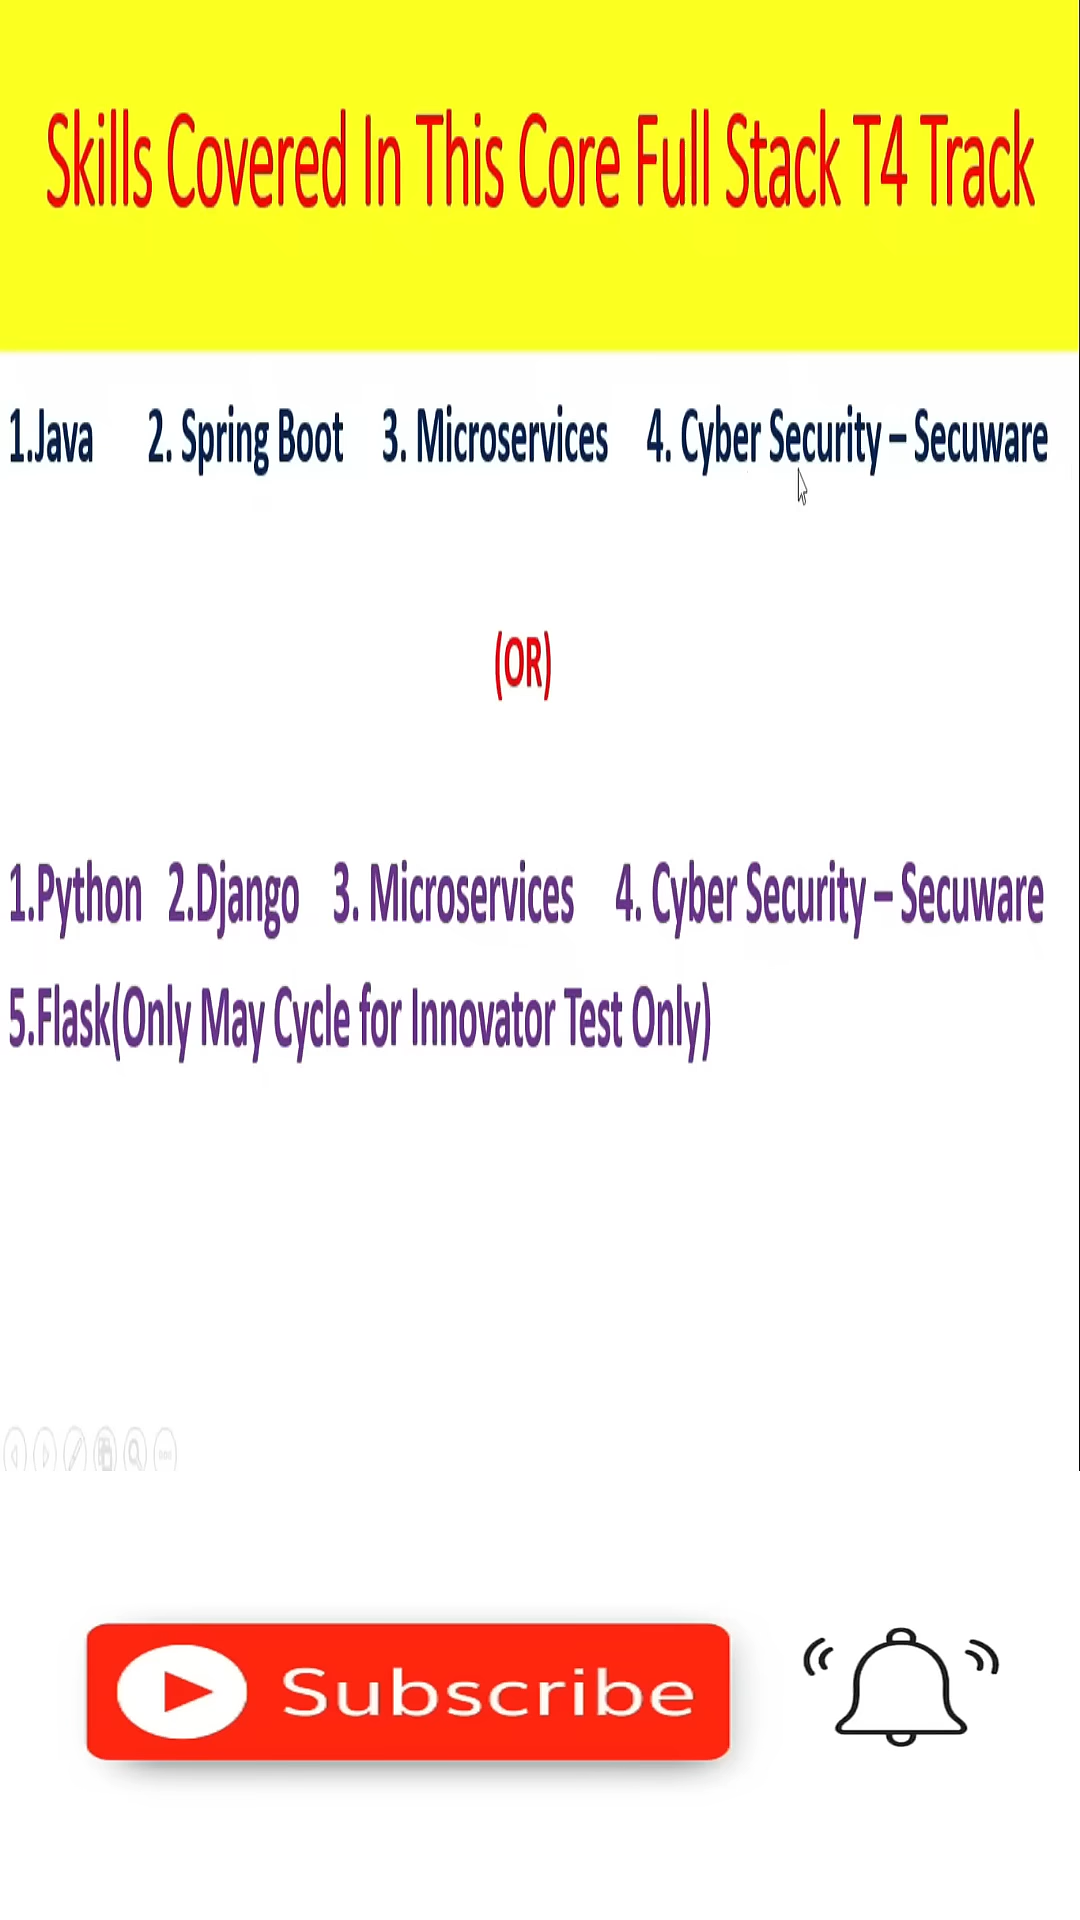 Skills Covered In This Core Full Stack T4 Track
1.Java 2. Spring Boot 3. Microservices 4. Cyber Security – Secuware
(OR)
1.Python 2.Django 3. Microservices 4. Cyber Security – Secuware
5.Flask(Only May Cycle for Innovator Test Only)
Subscribe